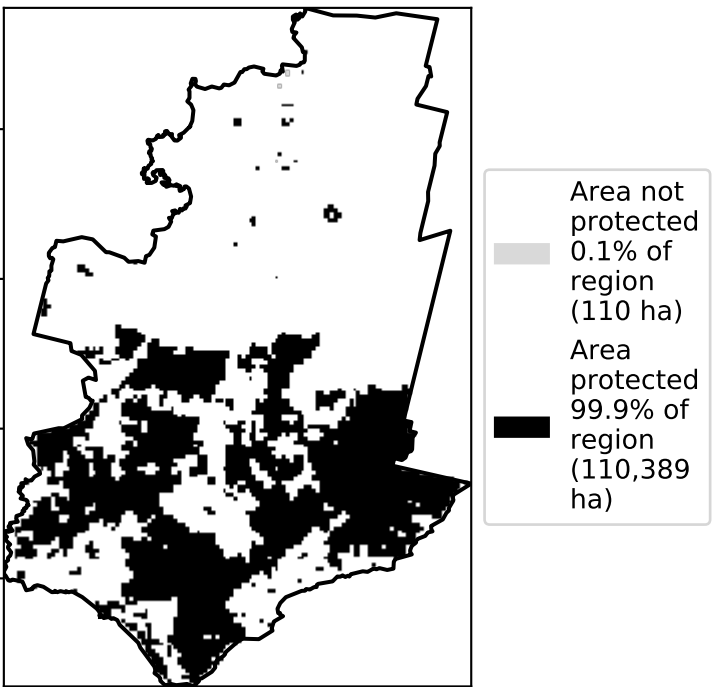 Area not
protected
0.1% of
region
(110 ha)
Area
protected
99.9% of
region
(110,389
ha)